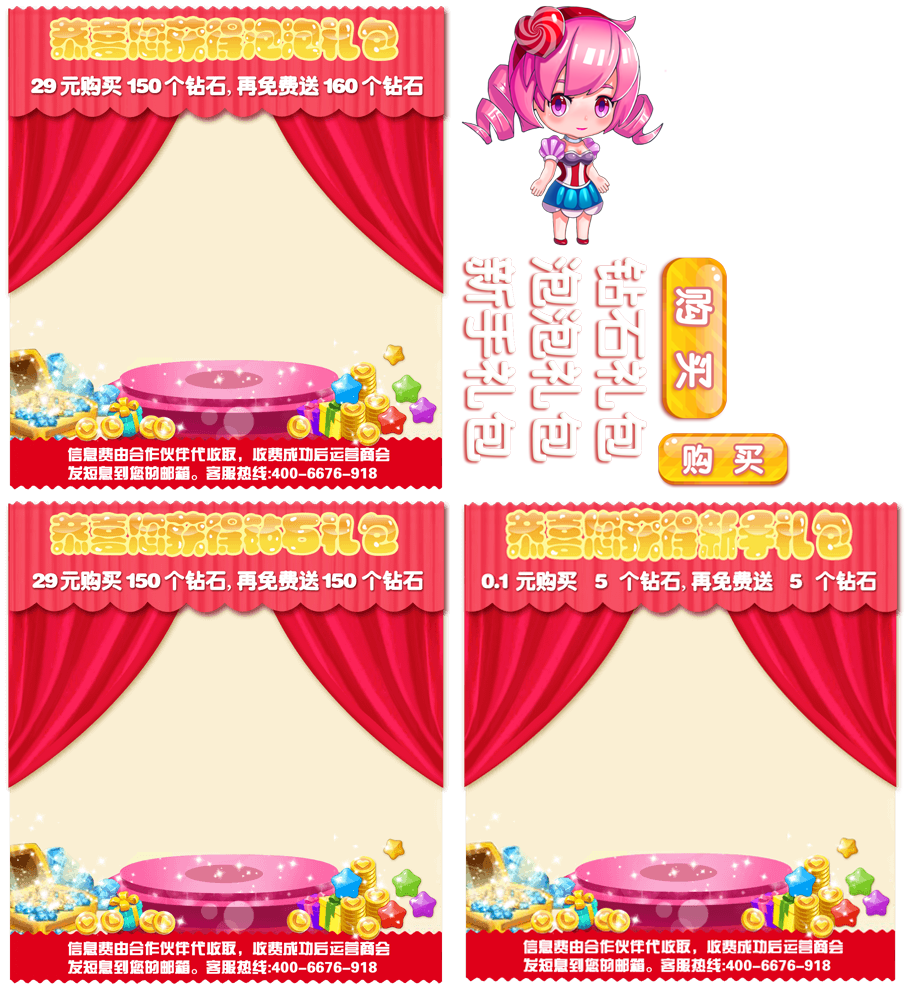 恭喜您获得泡泡礼包
29元购买150个钻石,再免费送160个钻石
信息费由合作伙伴代收取，收费成功后运营商会
发短息到您的邮箱。客服热线:400-6676-918
钻石礼包
泡泡礼包
新手礼包
购买
购买
恭喜您获得钻石礼包
29元购买150个钻石,再免费送150个钻石
信息费由合作伙伴代收取，收费成功后运营商会
发短息到您的邮箱。客服热线:400-6676-918
恭喜您获得新手礼包
0.1元购买 5 个钻石,再免费送 5 个钻石
信息费由合作伙伴代收取，收费成功后运营商会
发短息到您的邮箱。客服热线:400-6676-918